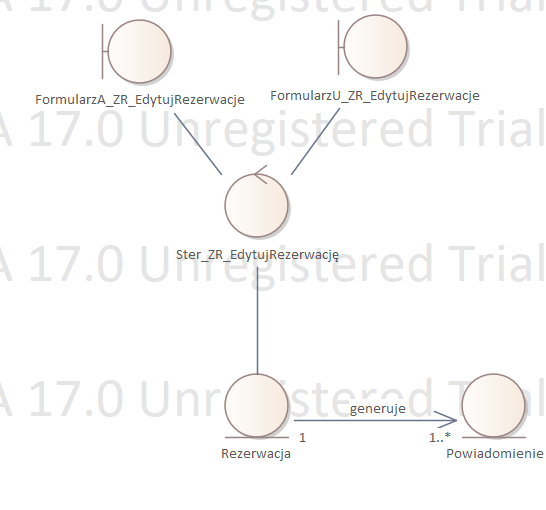 A 17.0 Unregistered Trial
FormularzA_ZR_EdytujRezerwacje
FormularzU_ZR_EdytujRezerwacje
A 17.0 Unregistered Trial
Ster_ZR_EdytujRezerwację
A 17.0 Unregistered Trial
A 17.0 Unregistered Trial
generuje
1
1..*
Rezerwacja
Powiadomienie